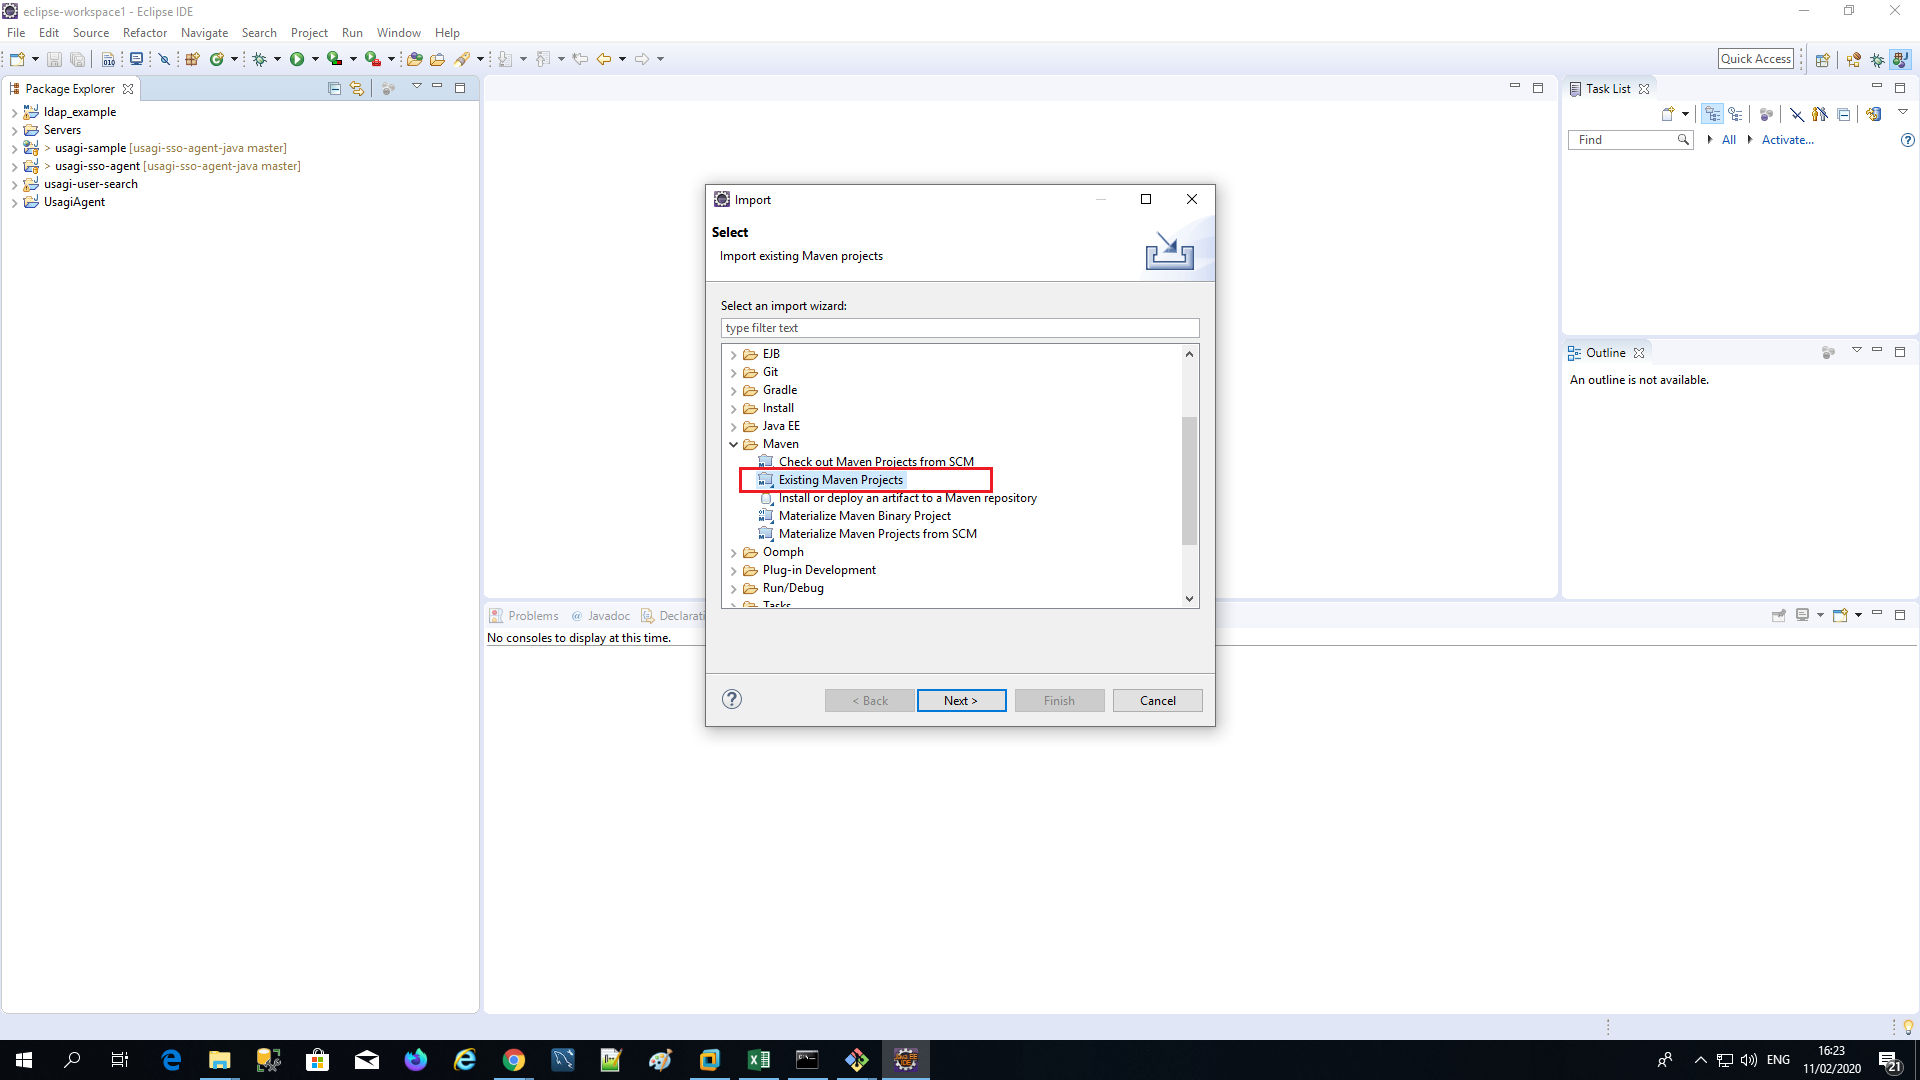 eclipse-workspace1 - Eclipse IDE
File Edit Source Refactor Navigate Search Project Run Window Help
Quick Access
Package Explorer
ldap_example
Servers
> usagi-sample [usagi-sso-agent-java master]
> usagi-sso-agent [usagi-sso-agent-java master]
usagi-user-search
UsagiAgent
Import
Select
Import existing Maven projects
Select an import wizard:
type filter text
EJB
Git
Gradle
Install
Java EE
Maven
Check out Maven Projects from SCM
Existing Maven Projects
Install or deploy an artifact to a Maven repository
Materialize Maven Binary Project
Materialize Maven Projects from SCM
Oomph
Plug-in Development
Run/Debug
Tasks
< Back Next > Finish Cancel
Task List
Find All Activate...
Outline
An outline is not available.
Problems @ Javadoc Declarati
No consoles to display at this time.
ENG
16:23
11/02/2020
21